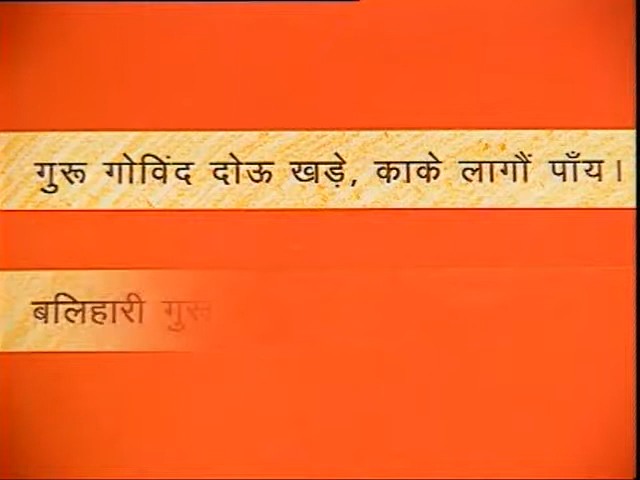 गुरू गोविंद दोऊ खड़े, काके लागौं पाँय।
बलिहारी गुरू